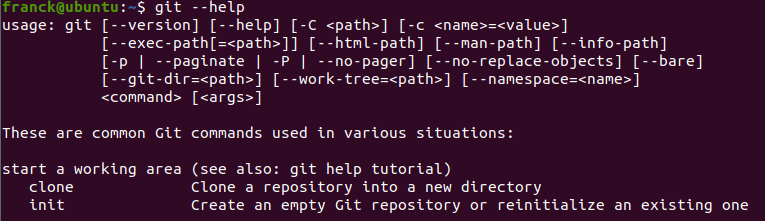 franck@ubuntu:~$ git --help
usage: git [--version] [--help] [-C <path>] [-c <name>=<value>]
           [--exec-path[=<path>]] [--html-path] [--man-path] [--info-path]
           [-p | --paginate | -P | --no-pager] [--no-replace-objects] [--bare]
           [--git-dir=<path>] [--work-tree=<path>] [--namespace=<name>]
           <command> [<args>]

These are common Git commands used in various situations:

start a working area (see also: git help tutorial)
   clone             Clone a repository into a new directory
   init              Create an empty Git repository or reinitialize an existing one